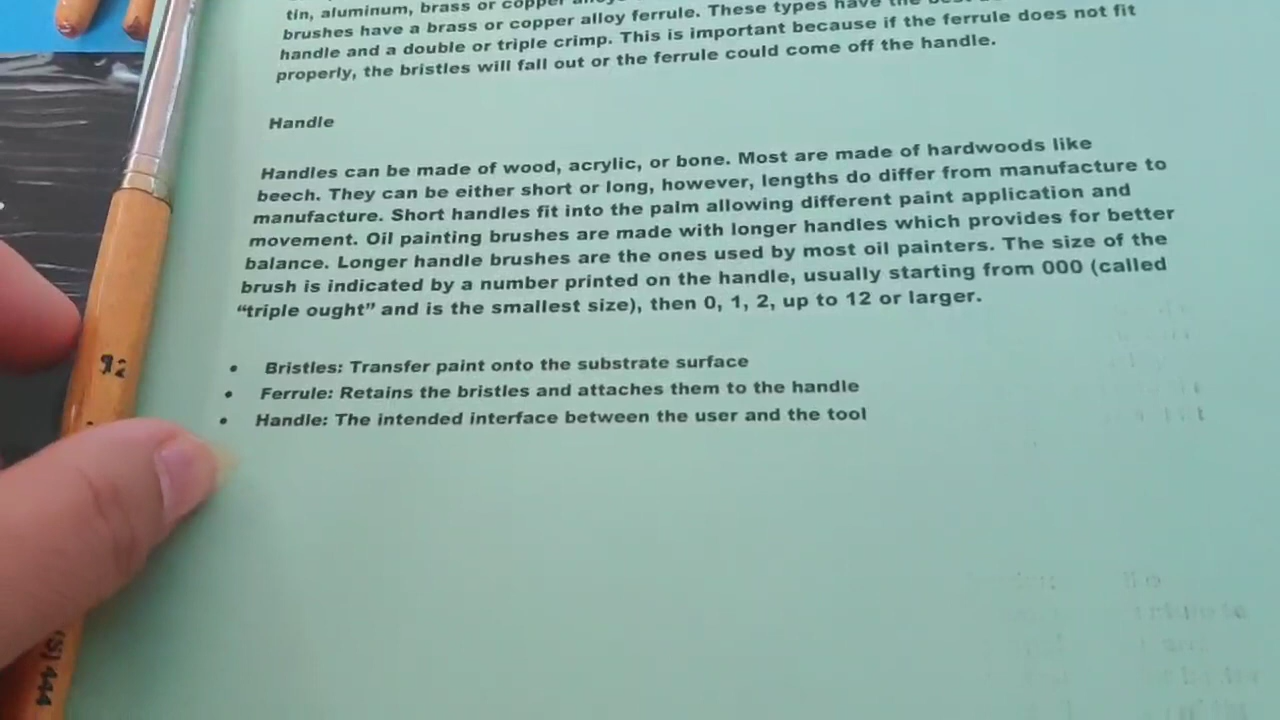 tin, aluminum, brass or copper
brushes have a brass or copper alloy ferrule. These types have the
handle and a double or triple crimp. This is important because if the ferrule does not fit
properly, the bristles will fall out or the ferrule could come off the handle.
Handle
Handles can be made of wood, acrylic, or bone. Most are made of hardwoods like
beech. They can be either short or long, however, lengths do differ from manufacture to
manufacture. Short handles fit into the palm allowing different paint application and
movement. Oil painting brushes are made with longer handles which provides for better
balance. Longer handle brushes are the ones used by most oil painters. The size of the
brush is indicated by a number printed on the handle, usually starting from 000 (called
“triple ought” and is the smallest size), then 0, 1, 2, up to 12 or larger.
• Bristles: Transfer paint onto the substrate surface
• Ferrule: Retains the bristles and attaches them to the handle
• Handle: The intended interface between the user and the tool
12
(S) 444